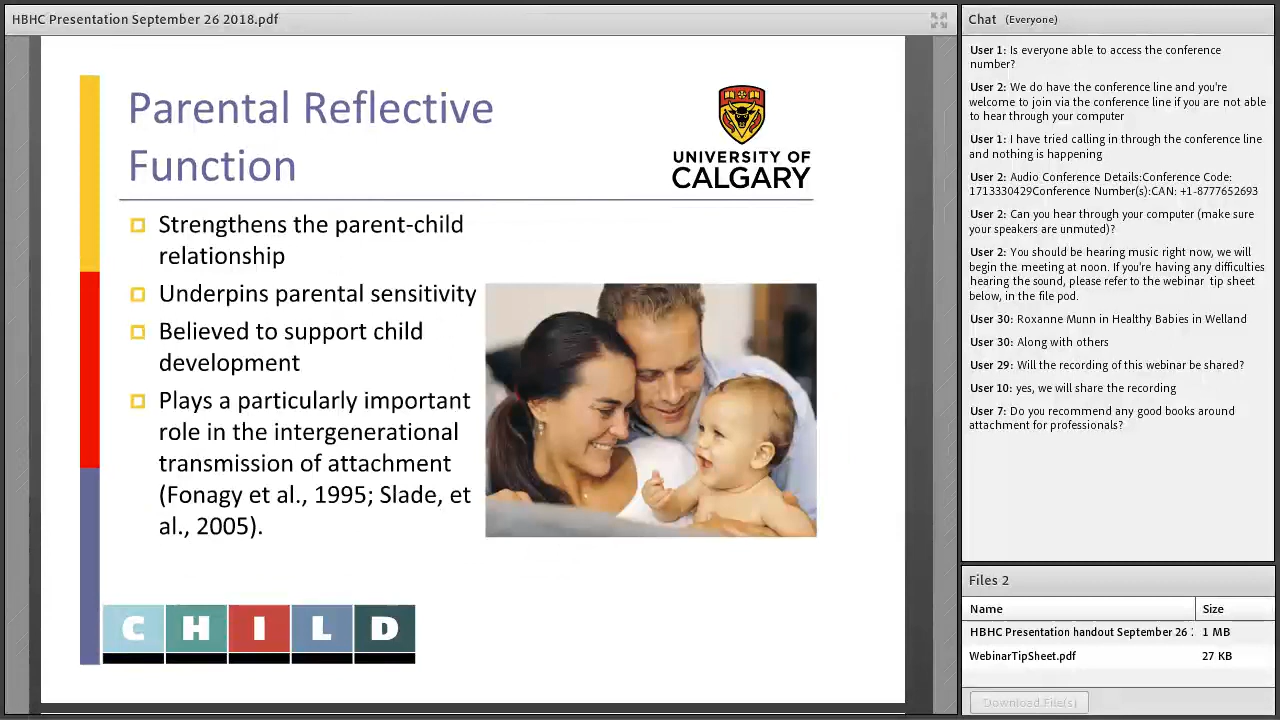 HBHC Presentation September 26 2018.pdf
Parental Reflective
Function
UNIVERSITY OF
CALGARY
Strengthens the parent-child
relationship
Underpins parental sensitivity
Believed to support child
development
Plays a particularly important
role in the intergenerational
transmission of attachment
(Fonagy et al., 1995; Slade, et
al., 2005).
C H I L D
Chat (Everyone)
User 1: Is everyone able to access the conference
number?
User 2: We do have the conference line and you're
welcome to join via the conference line you are not able
to hear through your computer
User 1: I have tried calling in through the conference line
and nothing is happening
User 2: Audio Conference Details:Conference Code:
1713330429Conference Number(s):CAN: +1-8777652693
User 2: Can you hear through your computer (make sure
your speakers are unmuted)?
User 2: You should be hearing music right now, we will
begin the meeting at noon. If you're having any difficulties
hearing the sound, please refer to the webinar tip sheet
below, in the file pod.
User 30: Roxanne Munn in Healthy Babies in Welland
User 30: Along with others
User 29: Will the recording of this webinar be shared?
User 10: yes, we will share the recording
User 7: Do you recommend any good books around
attachment for professionals?
Files 2
Name Size
HBHC Presentation handout September 26 1 MB
WebinarTipSheet.pdf 27 KB
Download File(s)